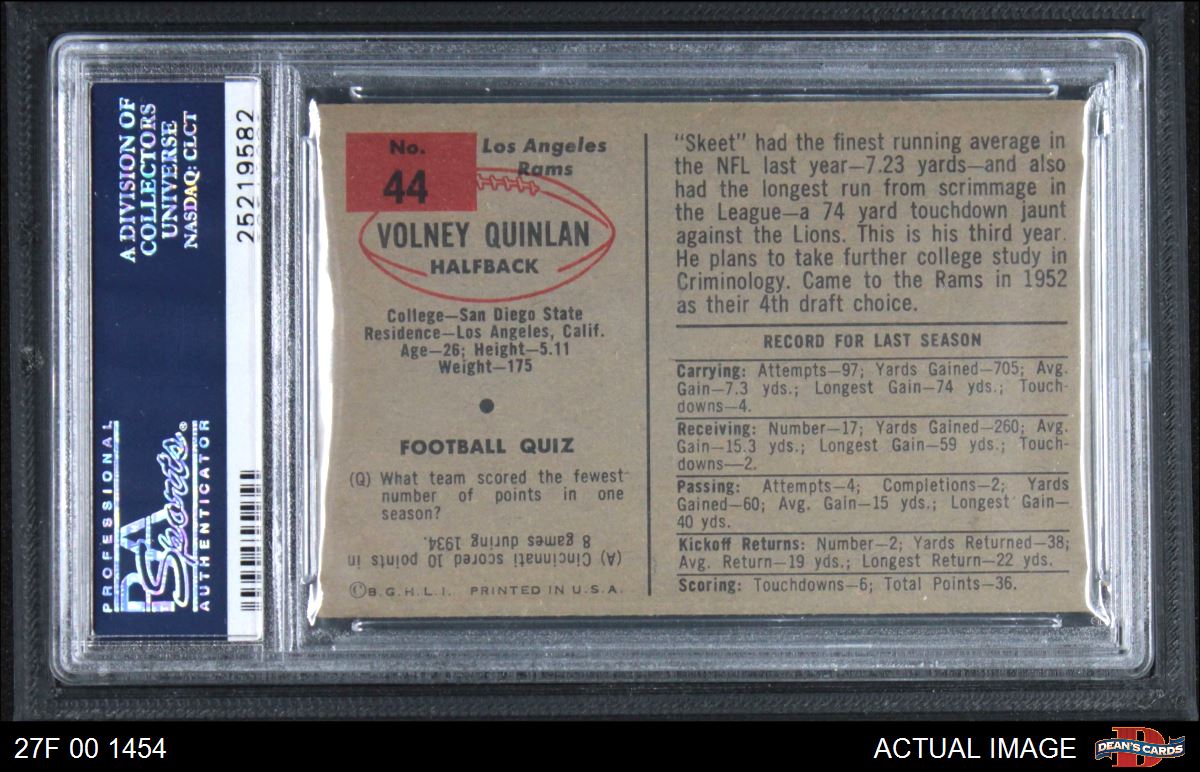 A DIVISION OF
COLLECTORS
UNIVERSE
NASDAQ: CLCT
PROFESSIONAL
PSA
Sports®
AUTHENTICATOR
25219582
No.
44
Los Angeles
Rams
VOLNEY QUINLAN
HALFBACK
College—San Diego State
Residence—Los Angeles, Calif.
Age—26; Height—5.11
Weight—175
FOOTBALL QUIZ
(Q) What team scored the fewest
number of points in one
season?
(A) Cincinnati scored 10 points in
8 games during 1934.
©B.G.H.L.I. PRINTED IN U.S.A.
"Skeet" had the finest running average in
the NFL last year—7.23 yards—and also
had the longest run from scrimmage in
the League—a 74 yard touchdown jaunt
against the Lions. This is his third year.
He plans to take further college study in
Criminology. Came to the Rams in 1952
as their 4th draft choice.
RECORD FOR LAST SEASON
Carrying: Attempts—97; Yards Gained—705; Avg.
Gain—7.3 yds.; Longest Gain—74 yds.; Touch-
downs—4.
Receiving: Number—17; Yards Gained—260; Avg.
Gain—15.3 yds.; Longest Gain—59 yds.; Touch-
downs—2.
Passing: Attempts—4; Completions—2; Yards
Gained—60; Avg. Gain—15 yds.; Longest Gain—
40 yds.
Kickoff Returns: Number—2; Yards Returned—38;
Avg. Return—19 yds.; Longest Return—22 yds.
Scoring: Touchdowns—6; Total Points—36.
27F 00 1454
ACTUAL IMAGE
D
DEAN'S CARDS